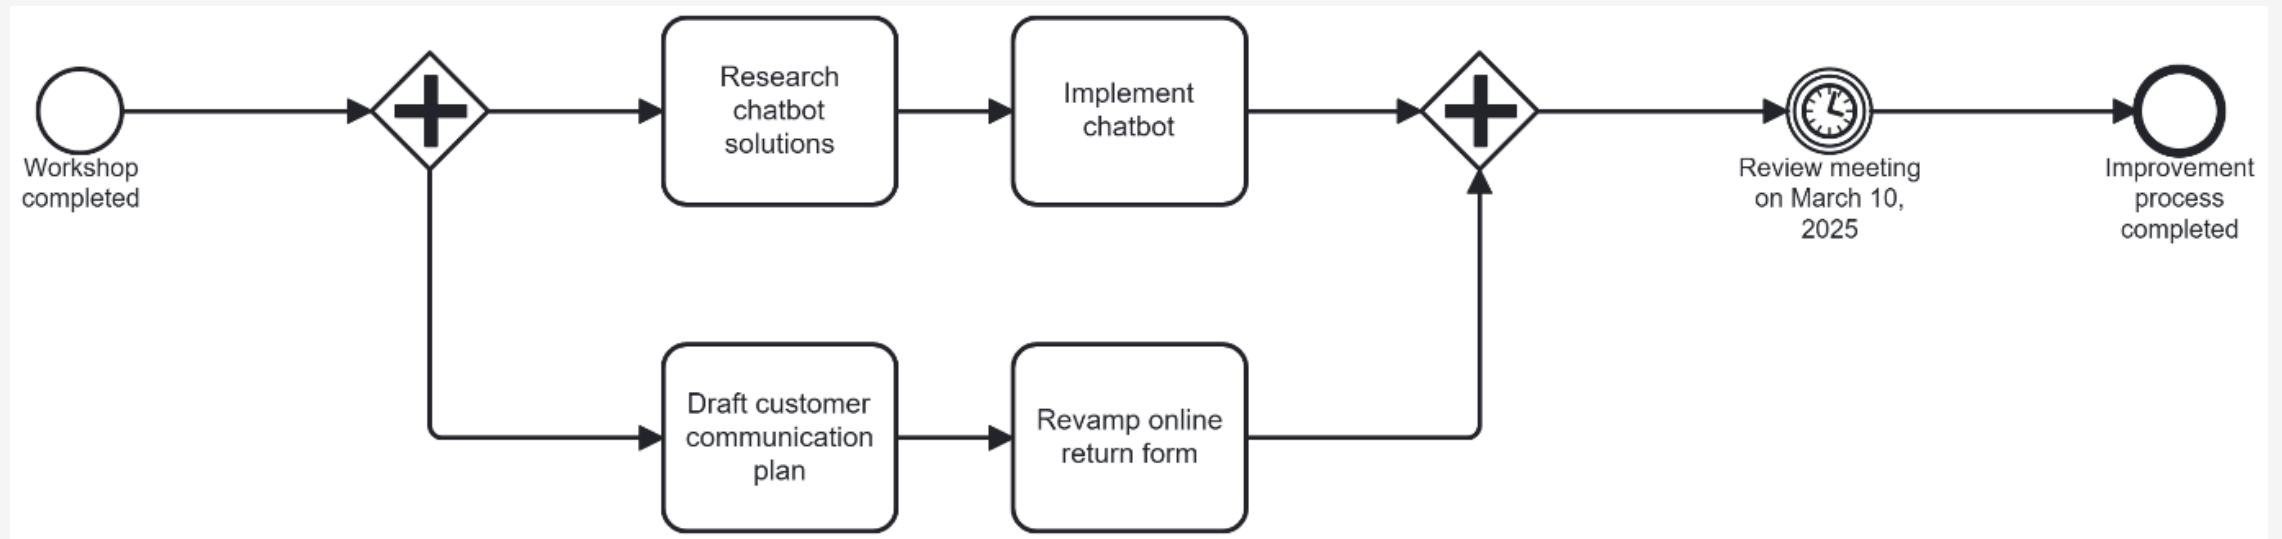 Workshop
completed
Research
chatbot
solutions
Implement
chatbot
Review meeting
on March 10,
2025
Improvement
process
completed
Draft customer
communication
plan
Revamp online
return form